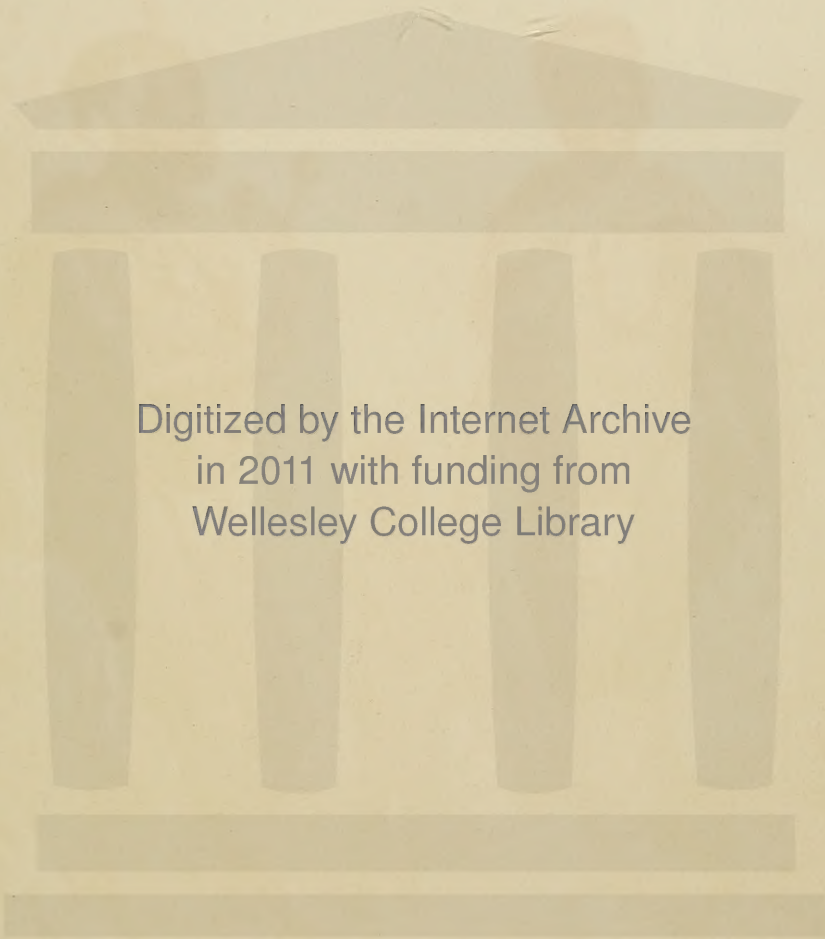 Digitized by the Internet Archive
in 2011 with funding from
Wellesley College Library